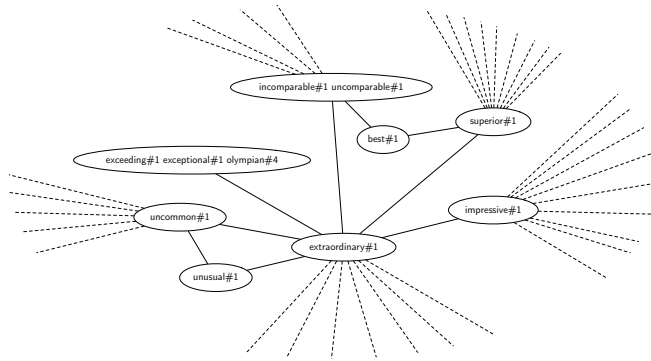 incomparable#1 uncomparable#1
superior#1
best#1
exceeding#1 exceptional#1 olympian#4
uncommon#1
impressive#1
extraordinary#1
unusual#1